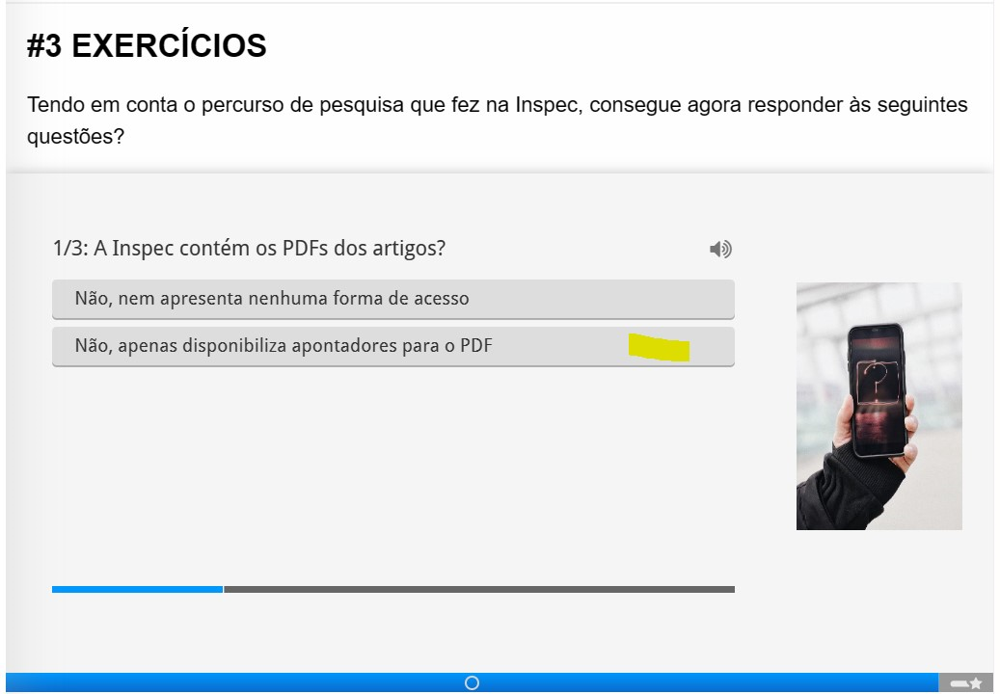 #3 EXERCÍCIOS
Tendo em conta o percurso de pesquisa que fez na Inspec, consegue agora responder às seguintes
questões?
1/3: A Inspec contém os PDFs dos artigos?
Não, nem apresenta nenhuma forma de acesso
Não, apenas disponibiliza apontadores para o PDF
?